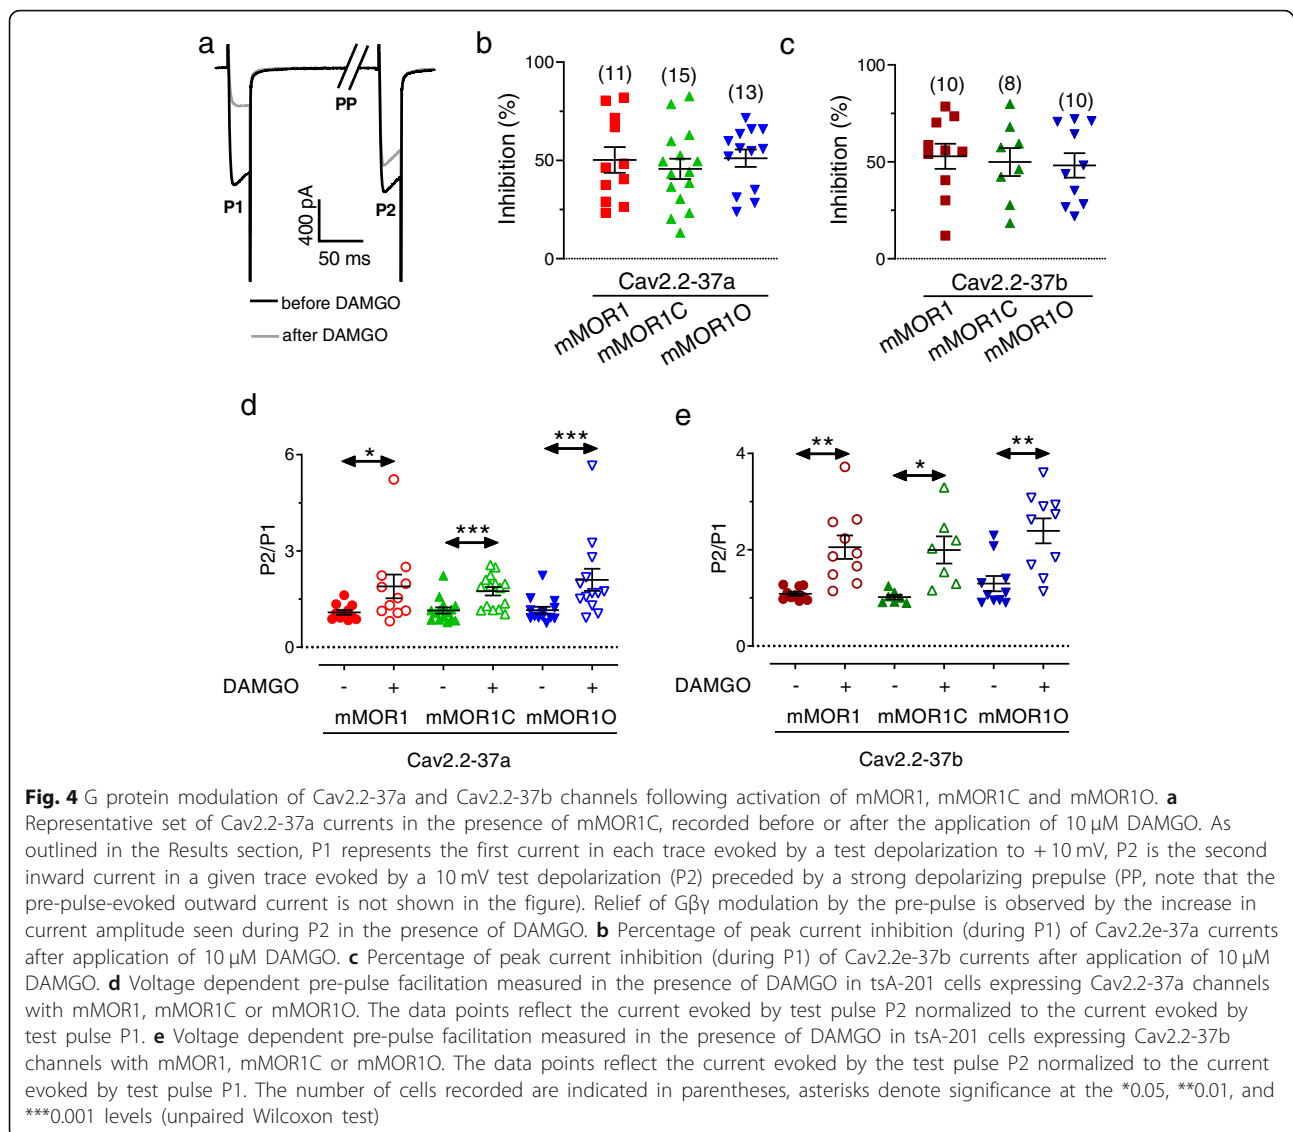 a
PP
P1
P2
400 pA
50 ms
before DAMGO
after DAMGO
b
Inhibition (%)
100
50
0
(11)
(15)
(13)
Cav2.2-37a
mMOR1
mMOR1C
mMOR1O
c
Inhibition (%)
100
50
0
(10)
(8)
(10)
Cav2.2-37b
mMOR1
mMOR1C
mMOR1O
d
P2/P1
6
3
0
*
***
***
DAMGO - + - + - +
mMOR1 mMOR1C mMOR1O
Cav2.2-37a
e
P2/P1
4
2
0
**
*
**
DAMGO - + - + - +
mMOR1 mMOR1C mMOR1O
Cav2.2-37b
Fig. 4 G protein modulation of Cav2.2-37a and Cav2.2-37b channels following activation of mMOR1, mMOR1C and mMOR1O. a
Representative set of Cav2.2-37a currents in the presence of mMOR1C, recorded before or after the application of 10 μM DAMGO. As
outlined in the Results section, P1 represents the first current in each trace evoked by a test depolarization to + 10 mV, P2 is the second
inward current in a given trace evoked by a 10 mV test depolarization (P2) preceded by a strong depolarizing prepulse (PP, note that the
pre-pulse-evoked outward current is not shown in the figure). Relief of Gβγ modulation by the pre-pulse is observed by the increase in
current amplitude seen during P2 in the presence of DAMGO. b Percentage of peak current inhibition (during P1) of Cav2.2e-37a currents
after application of 10 μM DAMGO. c Percentage of peak current inhibition (during P1) of Cav2.2e-37b currents after application of 10 μM
DAMGO. d Voltage dependent pre-pulse facilitation measured in the presence of DAMGO in tsA-201 cells expressing Cav2.2-37a channels
with mMOR1, mMOR1C or mMOR1O. The data points reflect the current evoked by test pulse P2 normalized to the current evoked by
test pulse P1. e Voltage dependent pre-pulse facilitation measured in the presence of DAMGO in tsA-201 cells expressing Cav2.2-37b
channels with mMOR1, mMOR1C or mMOR1O. The data points reflect the current evoked by the test pulse P2 normalized to the current
evoked by test pulse P1. The number of cells recorded are indicated in parentheses, asterisks denote significance at the *0.05, **0.01, and
***0.001 levels (unpaired Wilcoxon test)